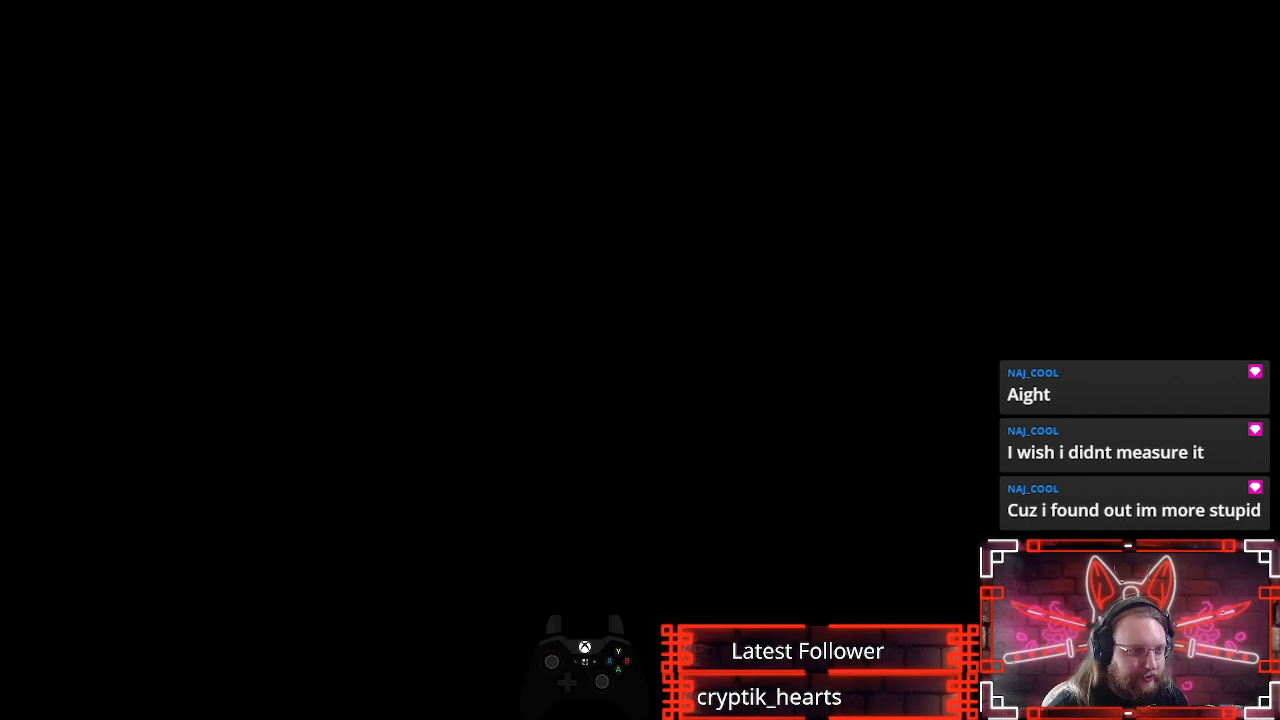 NAJ_COOL
Aight
NAJ_COOL
I wish i didnt measure it
NAJ_COOL
Cuz i found out im more stupid
Y
X
B
A
Latest Follower
cryptik_hearts